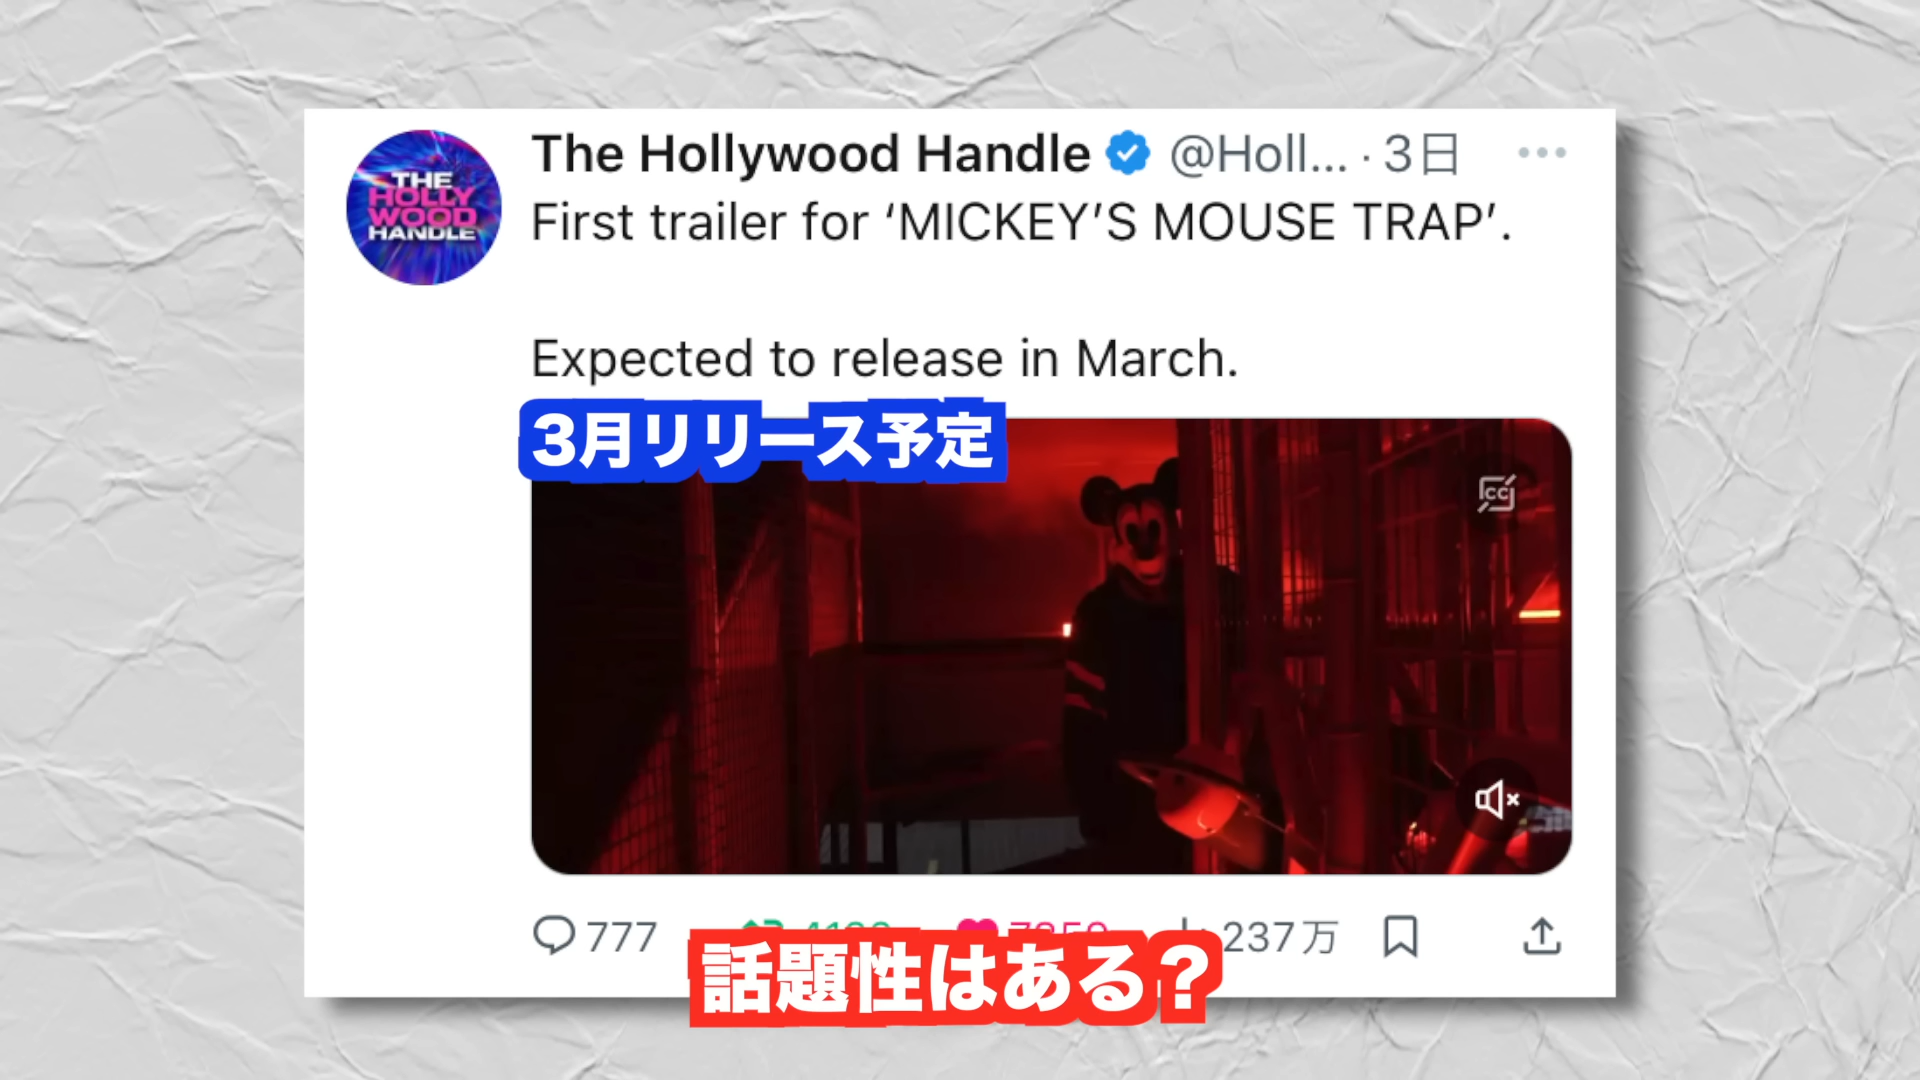 The Hollywood Handle @Holl... · 3日
THE
HOLLY
WOOD
HANDLE
First trailer for ‘MICKEY’S MOUSE TRAP’.
Expected to release in March.
3月リリース予定
CC
777
237万
話題性はある?